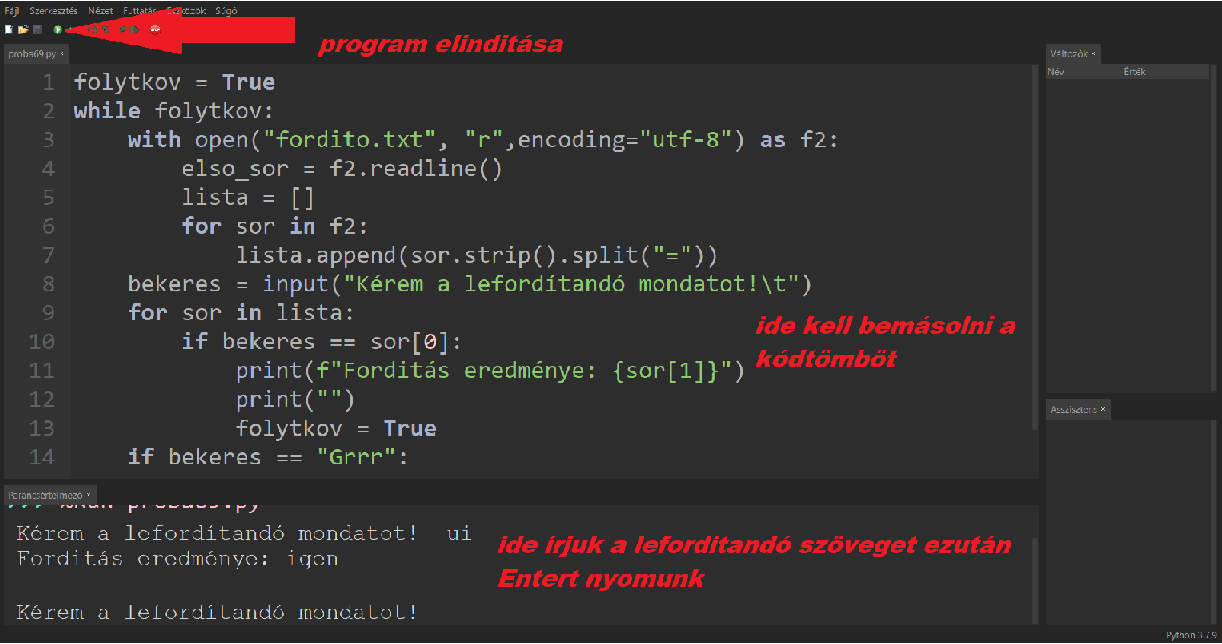 Fájl Szerkesztés Nézet Futtatás Eszközök Súgó
program elindítása
proba69.py ×
1 folytkov = True
2 while folytkov:
3 with open("fordito.txt", "r",encoding="utf-8") as f2:
4 elso_sor = f2.readline()
5 lista = []
6 for sor in f2:
7 lista.append(sor.strip().split("="))
8 bekeres = input("Kérem a lefordítandó mondatot!\t")
9 for sor in lista:
10 if bekeres == sor[0]:
11 print(f"Forditás eredménye: {sor[1]}")
12 print("")
13 folytkov = True
14 if bekeres == "Grrr":
ide kell bemásolni a
kódtömböt
Változók ×
Név Érték
Asszisztens ×
Parancsértelmező ×
>>> %Run proba69.py
Kérem a lefordítandó mondatot! ui
Forditás eredménye: igen
Kérem a lefordítandó mondatot!
ide írjuk a leforditandó szöveget ezután
Entert nyomunk
Python 3.7.9